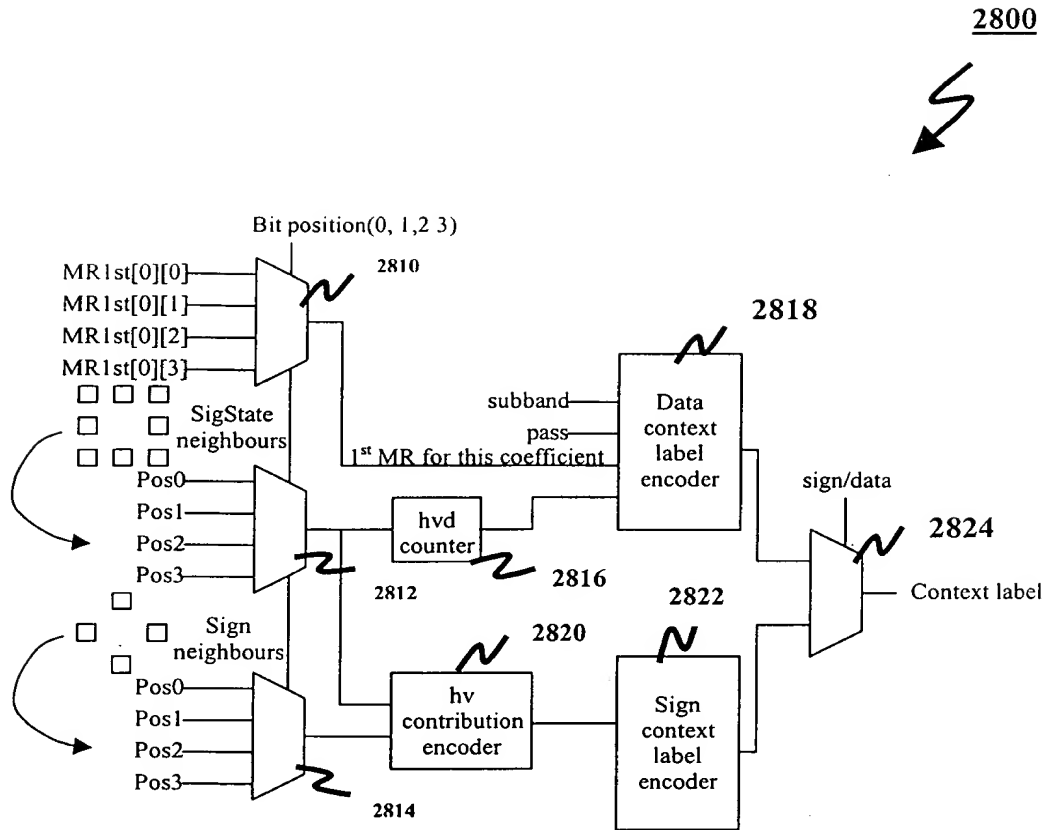 2800
Bit position(0, 1,2 3)
2810
MR1st[0][0]
MR1st[0][1]
MR1st[0][2]
MR1st[0][3]
SigState
neighbours
Pos0
Pos1
Pos2
Pos3
2812
hvd
counter
2816
subband
pass
1st MR for this coefficient
2818
Data
context
label
encoder
sign/data
2824
Context label
Sign
neighbours
Pos0
Pos1
Pos2
Pos3
2814
2820
hv
contribution
encoder
2822
Sign
context
label
encoder